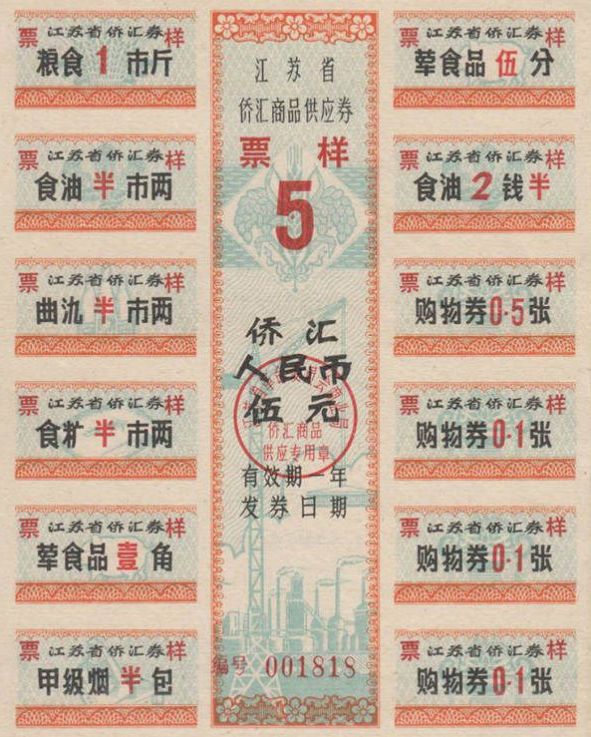 票 江苏省侨汇券 样
粮食 1 市斤
票 江苏省侨汇券 样
食油 半 市两
票 江苏省侨汇券 样
曲氿 半 市两
票 江苏省侨汇券 样
半 市两
票 江苏省侨汇券 样
荤食品 壹 角
票 江苏省侨汇券 样
甲级烟 半 包
江苏省
侨汇商品供应券
票 样
5
侨汇
人民币
伍元
侨汇商品
供应专用章
有效期一年
发券日期
编号 001818
票 江苏省侨汇券 样
荤食品 伍 分
票 江苏省侨汇券 样
食油 2 钱 半
票 江苏省侨汇券 样
购物券 0·5 张
票 江苏省侨汇券 样
购物券 0·1 张
票 江苏省侨汇券 样
购物券 0·1 张
票 江苏省侨汇券 样
购物券 0·1 张